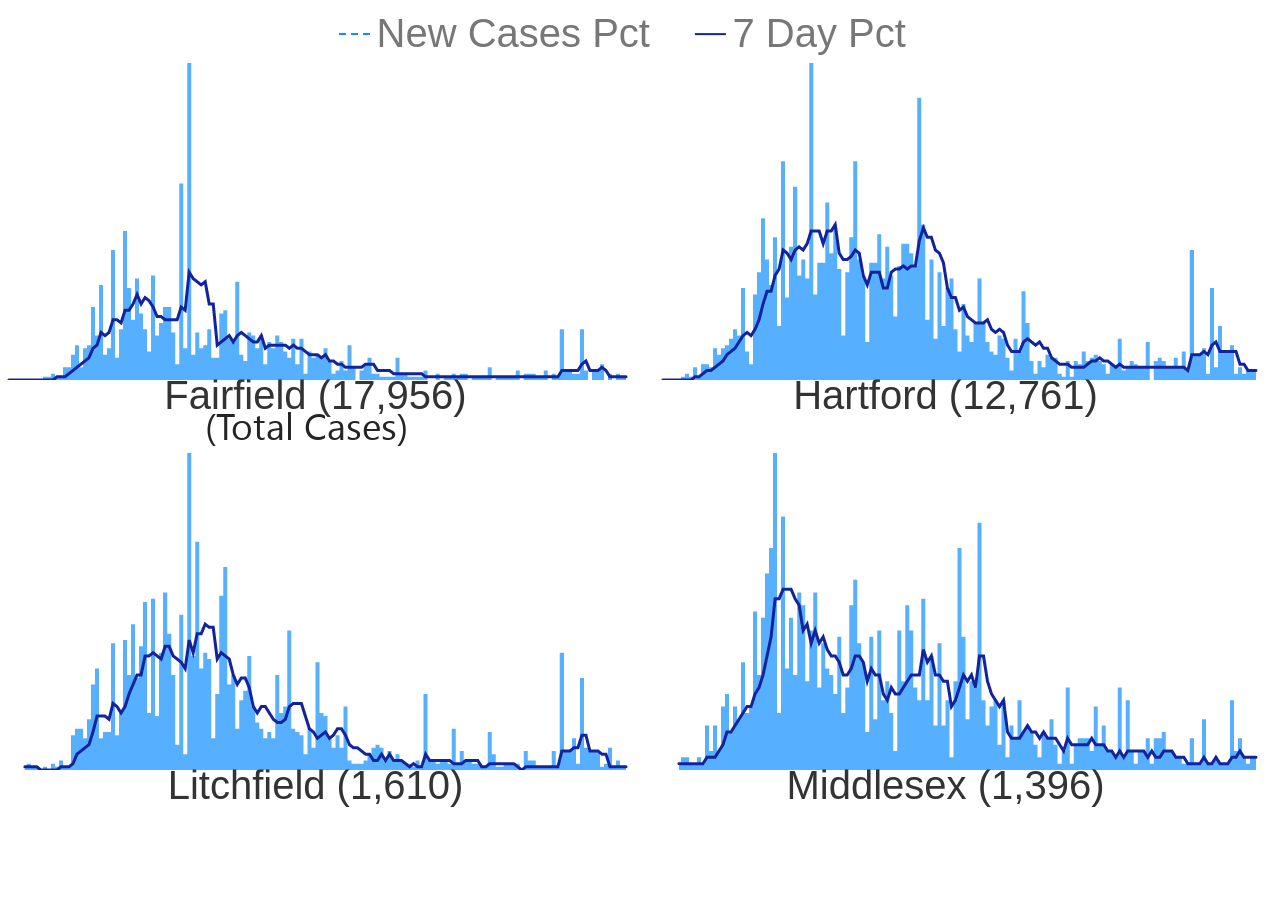 New Cases Pct 7 Day Pct
Fairfield (17,956)
(Total Cases)
Hartford (12,761)
Litchfield (1,610)
Middlesex (1,396)